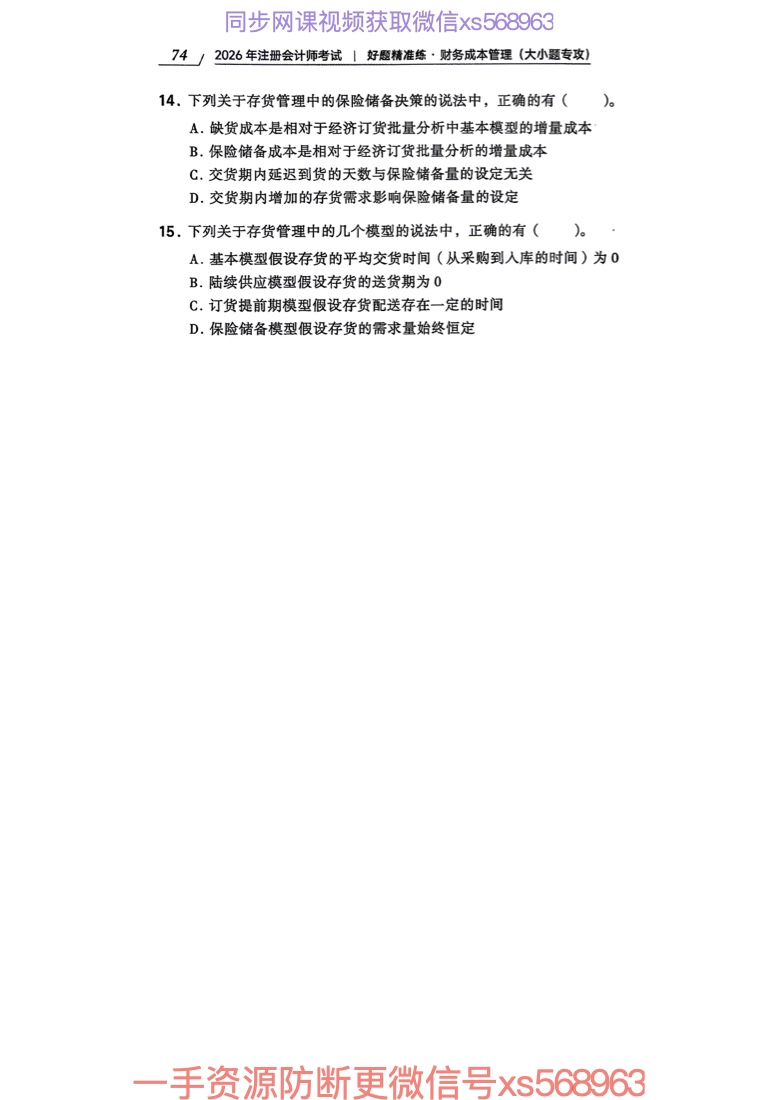 同步网课视频获取微信xs568963
74 / 2026年注册会计师考试 | 好题精准练·财务成本管理（大小题专攻）
14. 下列关于存货管理中的保险储备决策的说法中，正确的有（　　）。
A. 缺货成本是相对于经济订货批量分析中基本模型的增量成本
B. 保险储备成本是相对于经济订货批量分析的增量成本
C. 交货期内延迟到货的天数与保险储备量的设定无关
D. 交货期内增加的存货需求影响保险储备量的设定
15. 下列关于存货管理中的几个模型的说法中，正确的有（　　）。
A. 基本模型假设存货的平均交货时间（从采购到入库的时间）为0
B. 陆续供应模型假设存货的送货期为0
C. 订货提前期模型假设存货配送存在一定的时间
D. 保险储备模型假设存货的需求量始终恒定
一手资源防断更微信号xs568963